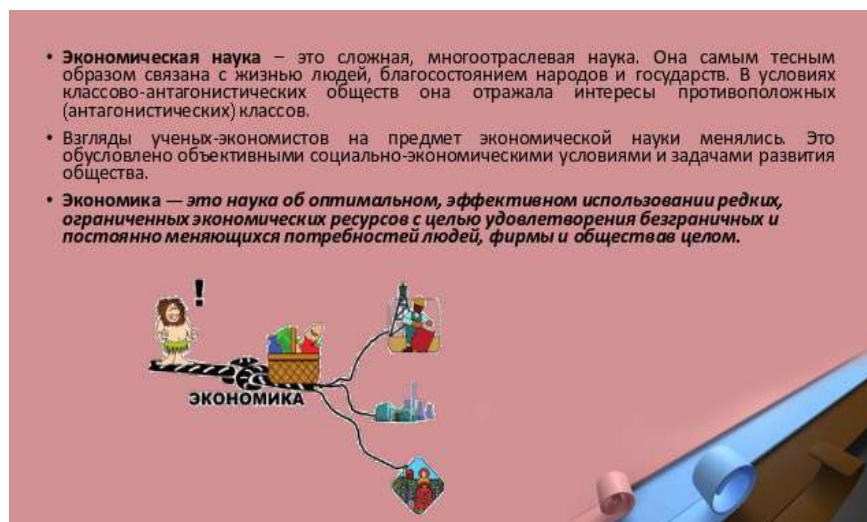 • Экономическая наука – это сложная, многоотраслевая наука. Она самым тесным
образом связана с жизнью людей, благосостоянием народов и государств. В условиях
классово-антагонистических обществ она отражала интересы противоположных
(антагонистических) классов.
• Взгляды ученых-экономистов на предмет экономической науки менялись. Это
обусловлено объективными социально-экономическими условиями и задачами развития
общества.
• Экономика — это наука об оптимальном, эффективном использовании редких,
ограниченных экономических ресурсов с целью удовлетворения безграничных и
постоянно меняющихся потребностей людей, фирмы и обществав целом.
!
ЭКОНОМИКА